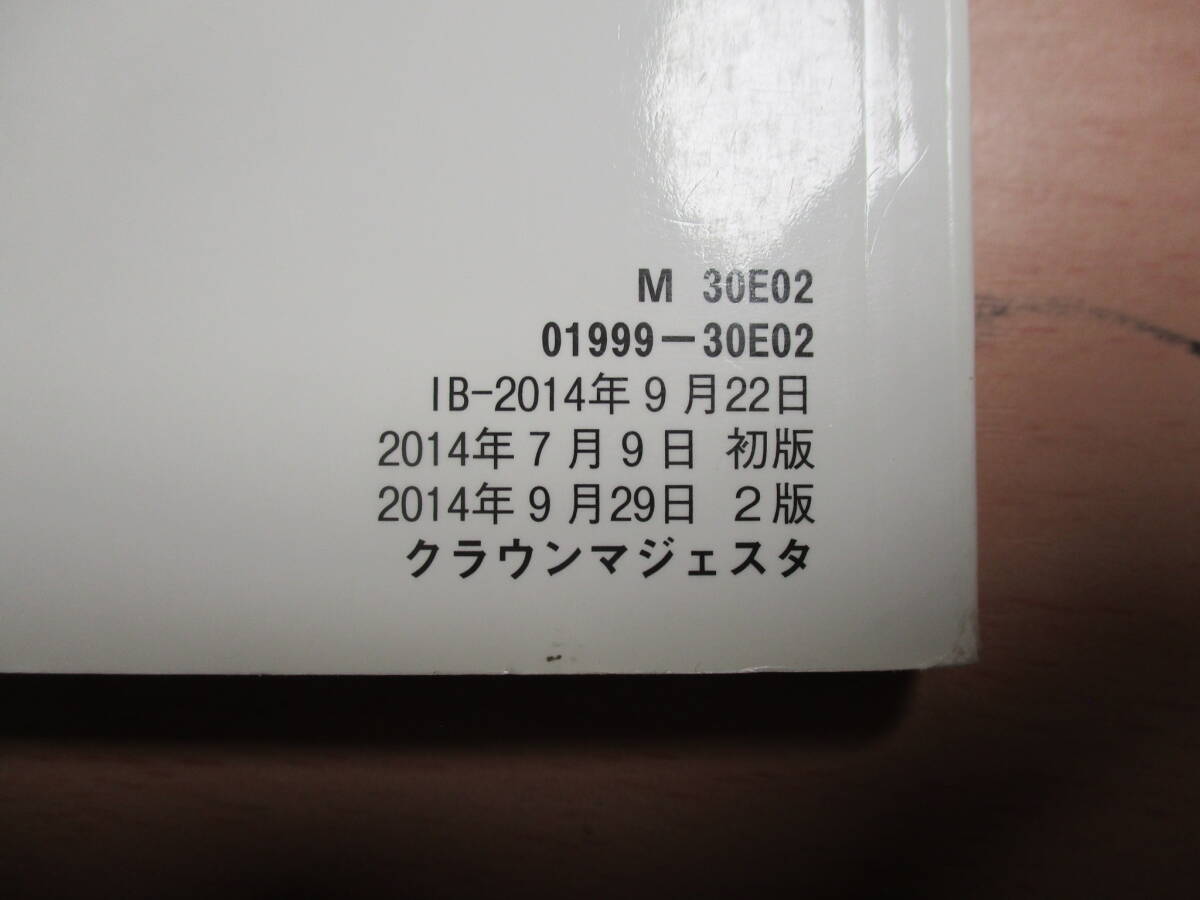 M 30E02
01999-30E02
IB-2014年9月22日
2014年7月9日 初版
2014年9月29日 2版
クラウンマジェスタ